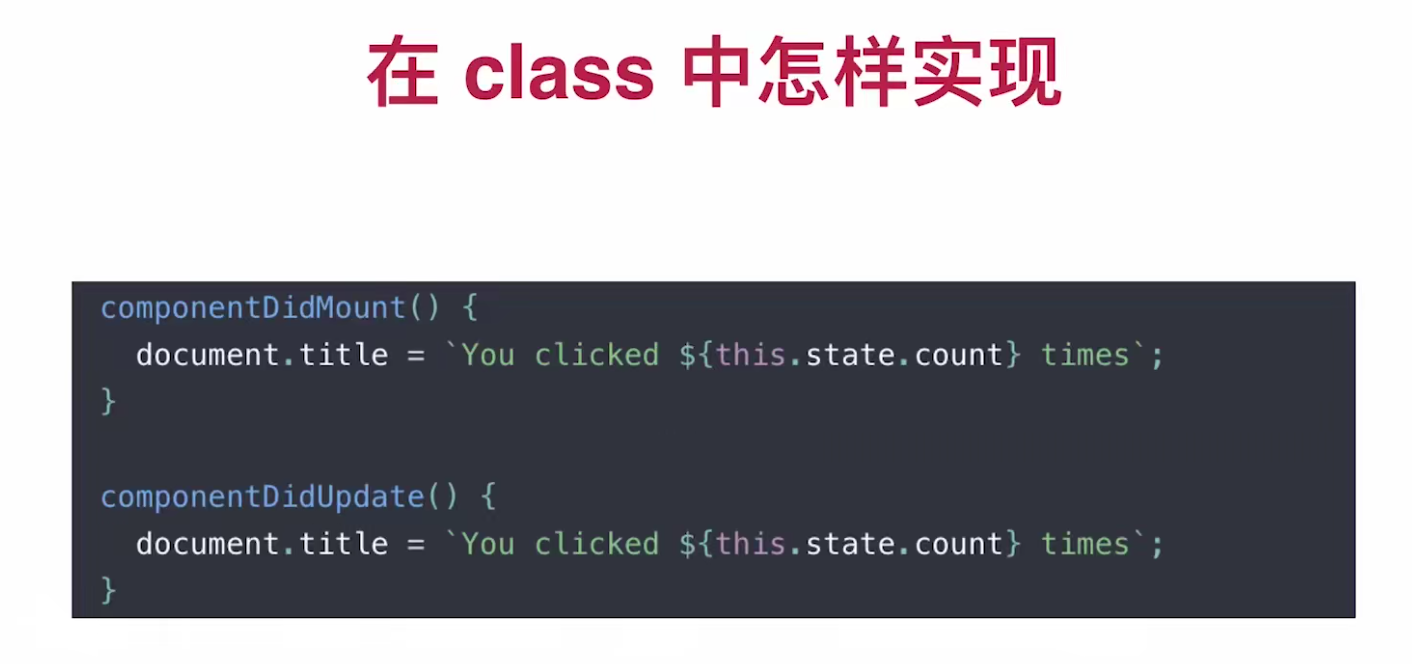 在 class 中怎样实现
componentDidMount() {
  document.title = `You clicked ${this.state.count} times`;
}
componentDidUpdate() {
  document.title = `You clicked ${this.state.count} times`;
}